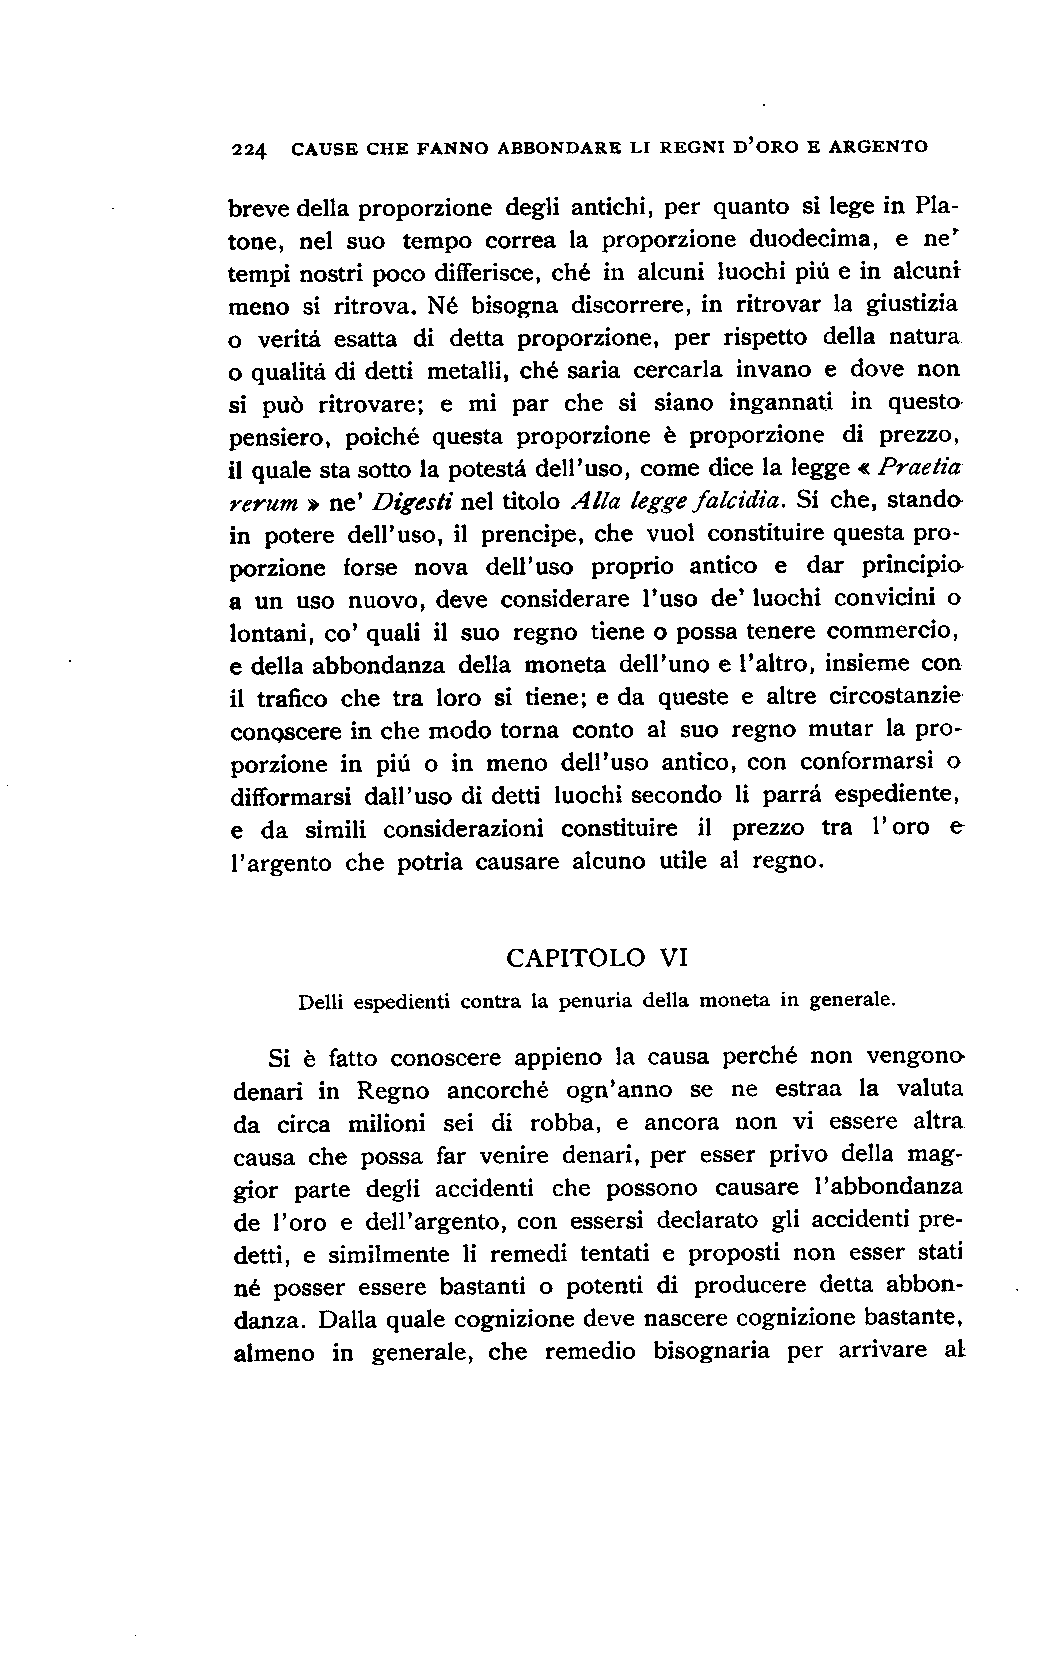 224 CAUSE CHE FANNO ABBONDARE LI REGNI D'ORO E ARGENTO
breve della proporzione degli antichi, per quanto si lege in Pla-
tone, nel suo tempo correa la proporzione duodecima, e ne'
tempi nostri poco differisce, ché in alcuni luochi piú e in alcuni
meno si ritrova. Né bisogna discorrere, in ritrovar la giustizia
o veritá esatta di detta proporzione, per rispetto della natura
o qualitá di detti metalli, ché saria cercarla invano e dove non
si può ritrovare; e mi par che si siano ingannati in questo
pensiero, poiché questa proporzione è proporzione di prezzo,
il quale sta sotto la potestá dell'uso, come dice la legge « Praetia
rerum » ne' Digesti nel titolo Alla legge falcidia. Si che, stando
in potere dell'uso, il prencipe, che vuol constituire questa pro-
porzione forse nova dell'uso proprio antico e dar principio
a un uso nuovo, deve considerare l'uso de' luochi convicini o
lontani, co' quali il suo regno tiene o possa tenere commercio,
e della abbondanza della moneta dell'uno e l'altro, insieme con
il trafico che tra loro si tiene; e da queste e altre circostanzie
conoscere in che modo torna conto al suo regno mutar la pro-
porzione in piú o in meno dell'uso antico, con conformarsi o
difformarsi dall'uso di detti luochi secondo li parrá espediente,
e da simili considerazioni constituire il prezzo tra l'oro e
l'argento che potria causare alcuno utile al regno.
CAPITOLO VI
Delli espedienti contra la penuria della moneta in generale.
Si è fatto conoscere appieno la causa perché non vengono
denari in Regno ancorché ogn'anno se ne estraa la valuta
da circa milioni sei di robba, e ancora non vi essere altra
causa che possa far venire denari, per esser privo della mag-
gior parte degli accidenti che possono causare l'abbondanza
de l'oro e dell'argento, con essersi declarato gli accidenti pre-
detti, e similmente li remedi tentati e proposti non esser stati
né posser essere bastanti o potenti di producere detta abbon-
danza. Dalla quale cognizione deve nascere cognizione bastante,
almeno in generale, che remedio bisognaria per arrivare al